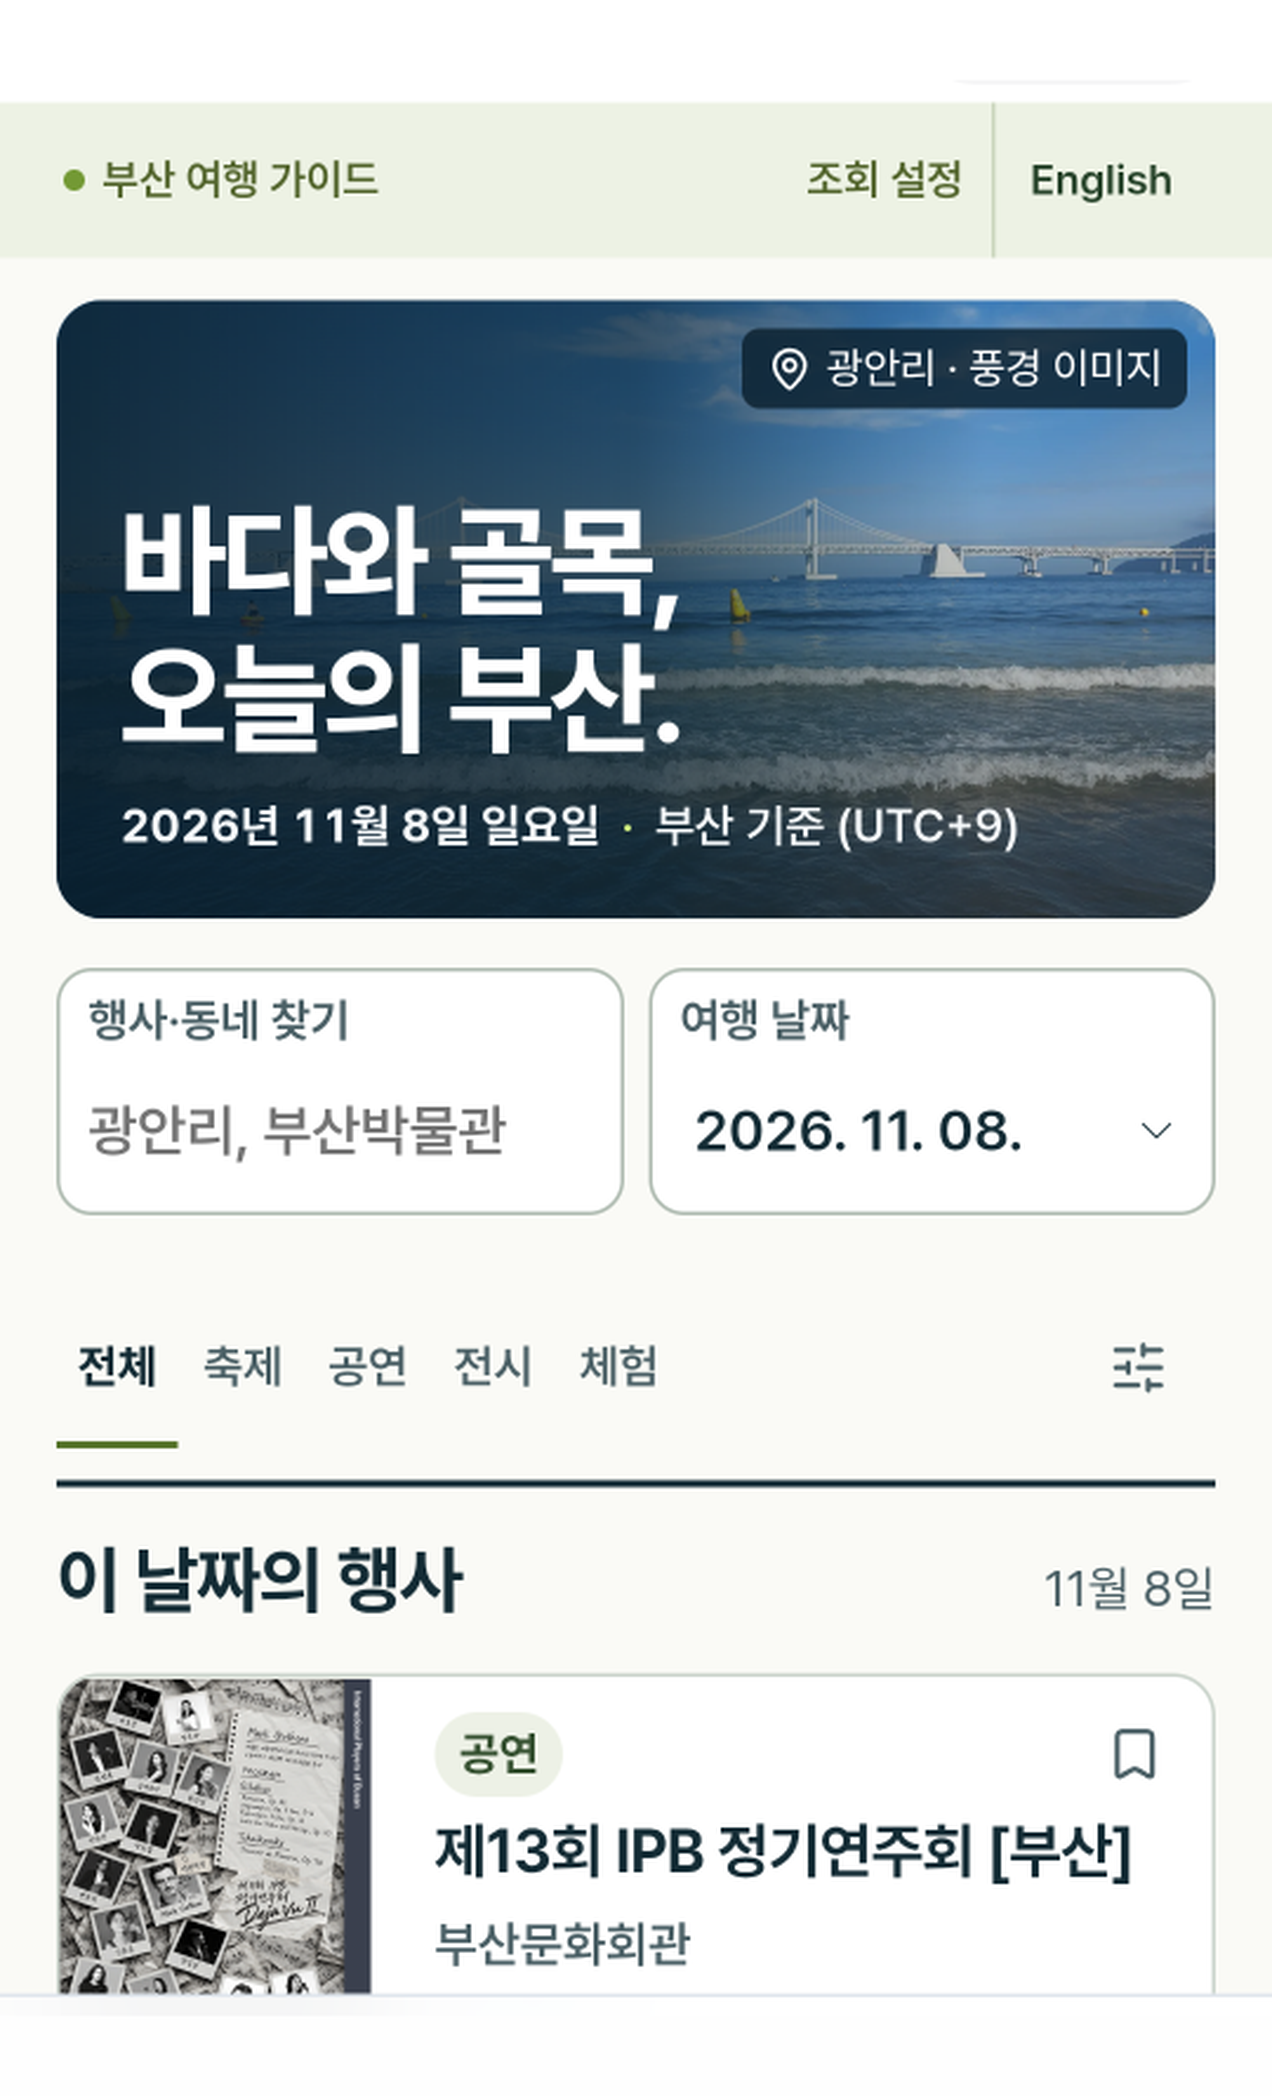 부산 여행 가이드
조회 설정
English
광안리 · 풍경 이미지
바다와 골목,
오늘의 부산.
2026년 11월 8일 일요일 · 부산 기준 (UTC+9)
행사·동네 찾기
광안리, 부산박물관
여행 날짜
2026. 11. 08.
전체 축제 공연 전시 체험
이 날짜의 행사
11월 8일
공연
제13회 IPB 정기연주회 [부산]
부산문화회관
Deja Vu II